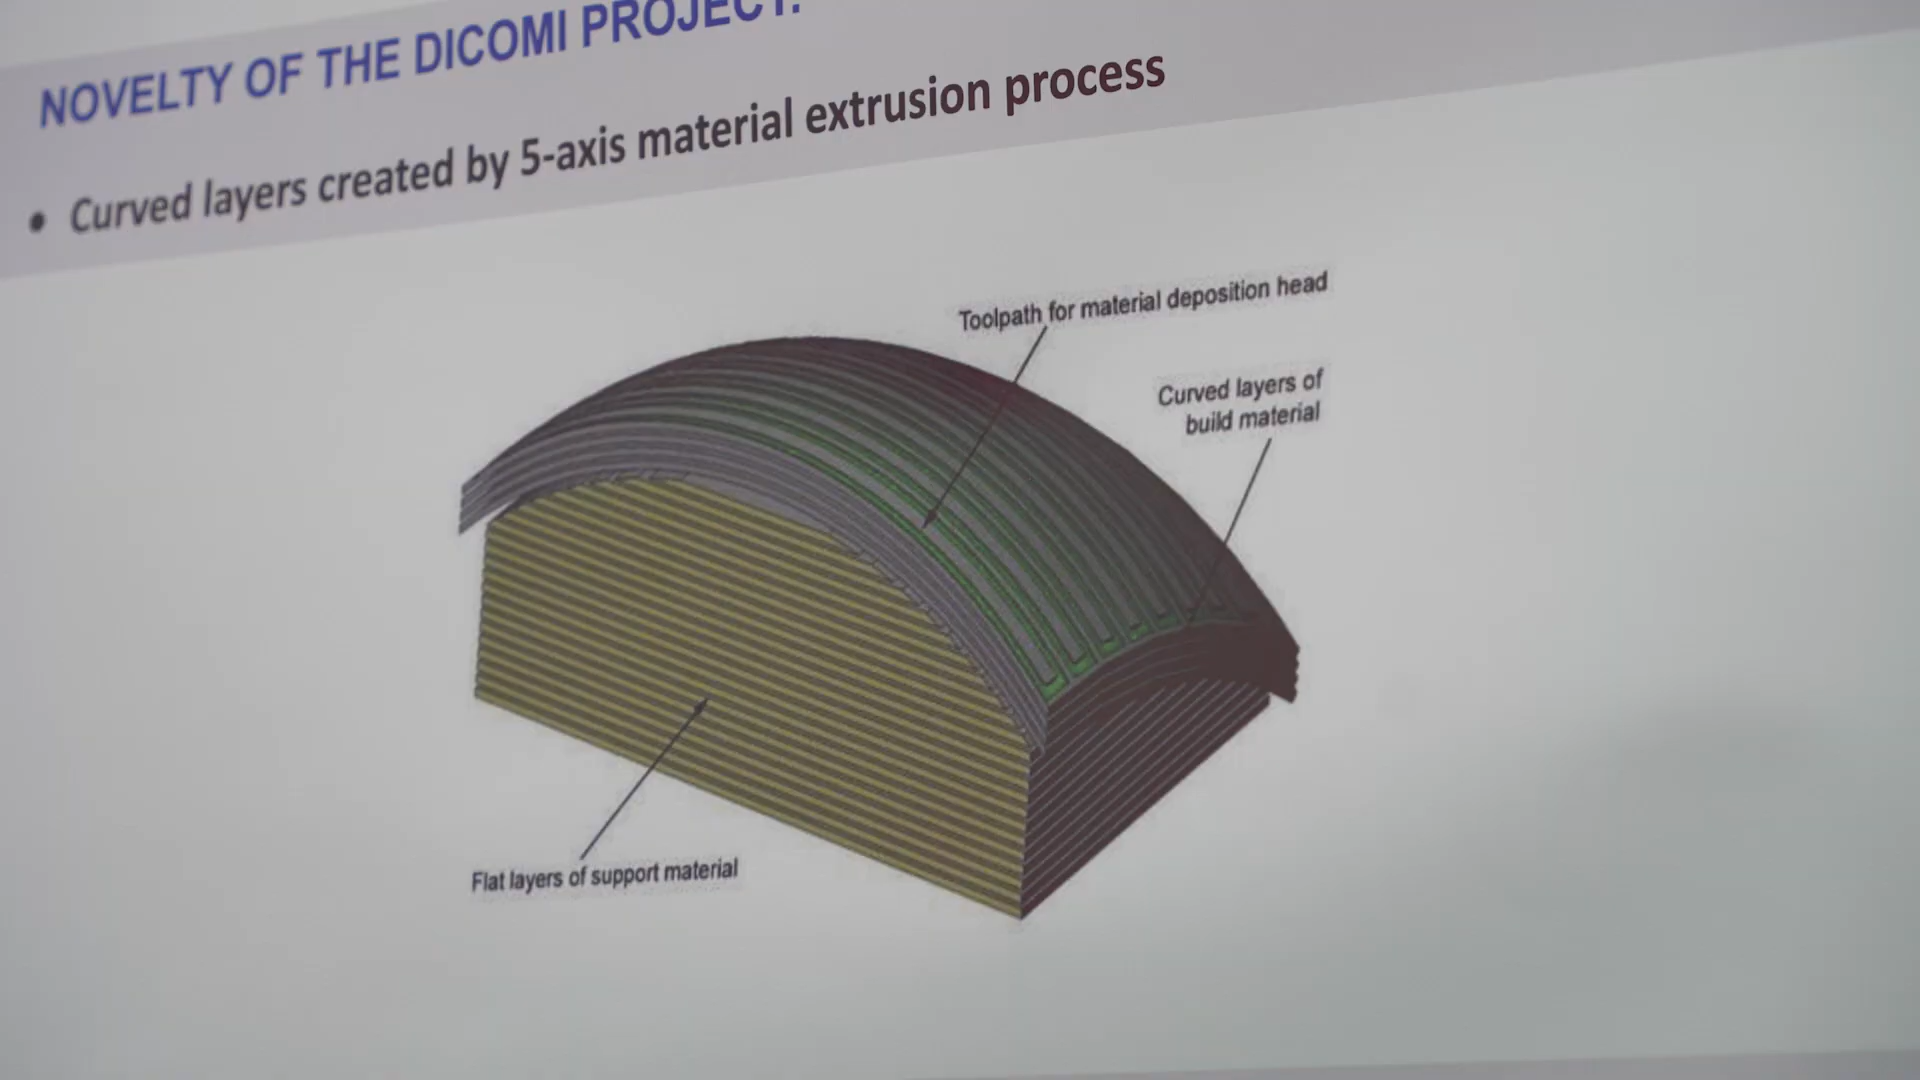 NOVELTY OF THE DICOMI PROJECT:
• Curved layers created by 5-axis material extrusion process
Toolpath for material deposition head
Curved layers of
build material
Flat layers of support material